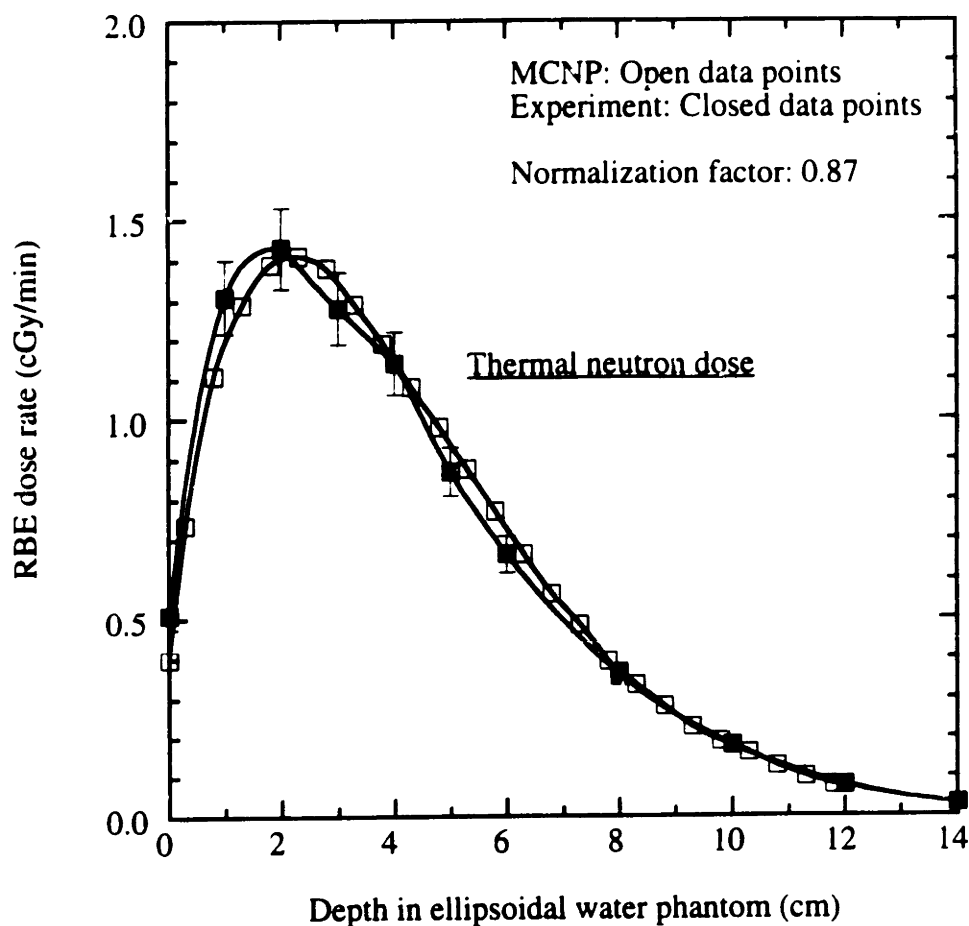 2.0
MCNP: Open data points
Experiment: Closed data points
Normalization factor: 0.87
1.5
RBE dose rate (cGy/min)
Thermal neutron dose
1.0
0.5
0.0
0 2 4 6 8 10 12 14
Depth in ellipsoidal water phantom (cm)